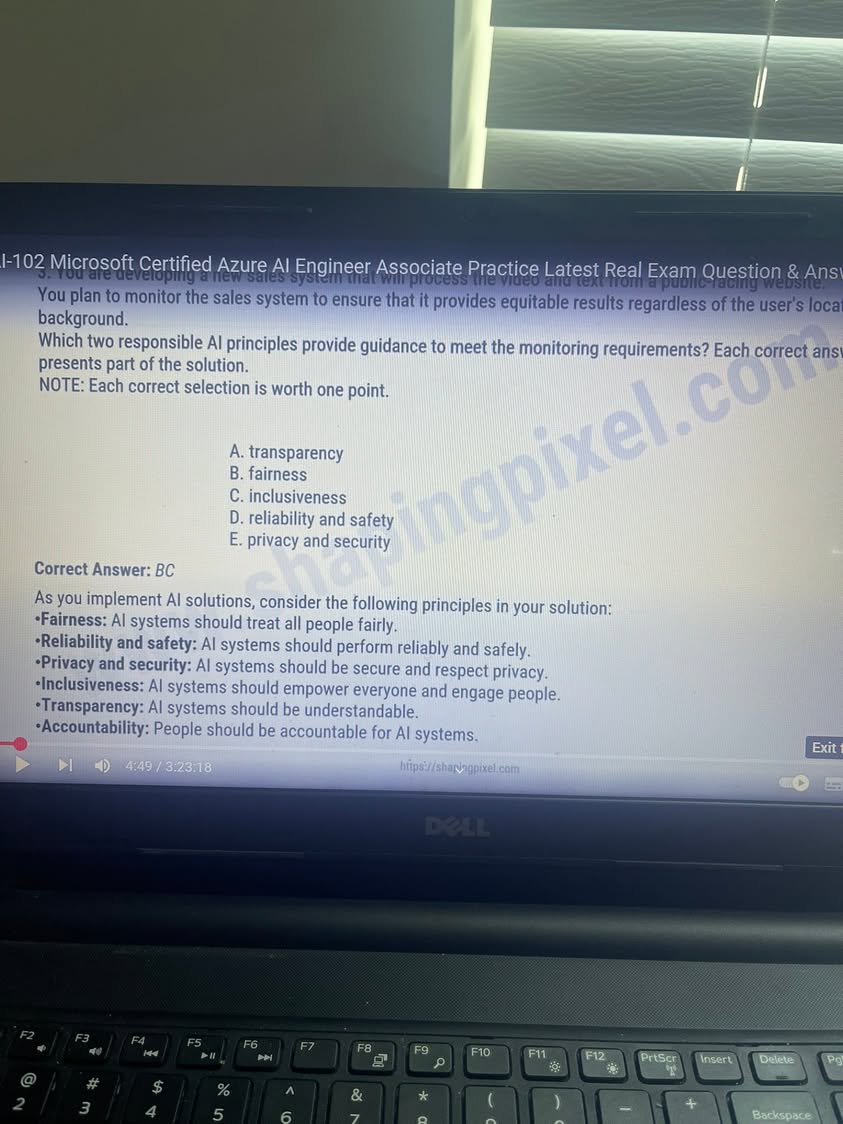 I-102 Microsoft Certified Azure AI Engineer Associate Practice Latest Real Exam Question & Answ
3. You are developing a new sales system that will process the video and text from a public-facing website.
You plan to monitor the sales system to ensure that it provides equitable results regardless of the user's loca
background.
Which two responsible AI principles provide guidance to meet the monitoring requirements? Each correct answ
presents part of the solution.
NOTE: Each correct selection is worth one point.
A. transparency
B. fairness
C. inclusiveness
D. reliability and safety
E. privacy and security
shapingpixel.com
Correct Answer: BC
As you implement AI solutions, consider the following principles in your solution:
•Fairness: AI systems should treat all people fairly.
•Reliability and safety: AI systems should perform reliably and safely.
•Privacy and security: AI systems should be secure and respect privacy.
•Inclusiveness: AI systems should empower everyone and engage people.
•Transparency: AI systems should be understandable.
•Accountability: People should be accountable for AI systems.
Exit f
4:49 / 3:23:18
https://shapingpixel.com
DELL
F2 F3 F4 F5 F6 F7 F8 F9 F10 F11 F12 PrtScr Insert Delete Pg
@ # $ % ^ & * ( ) – +
2 3 4 5 6 7 8 9 0 Backspace